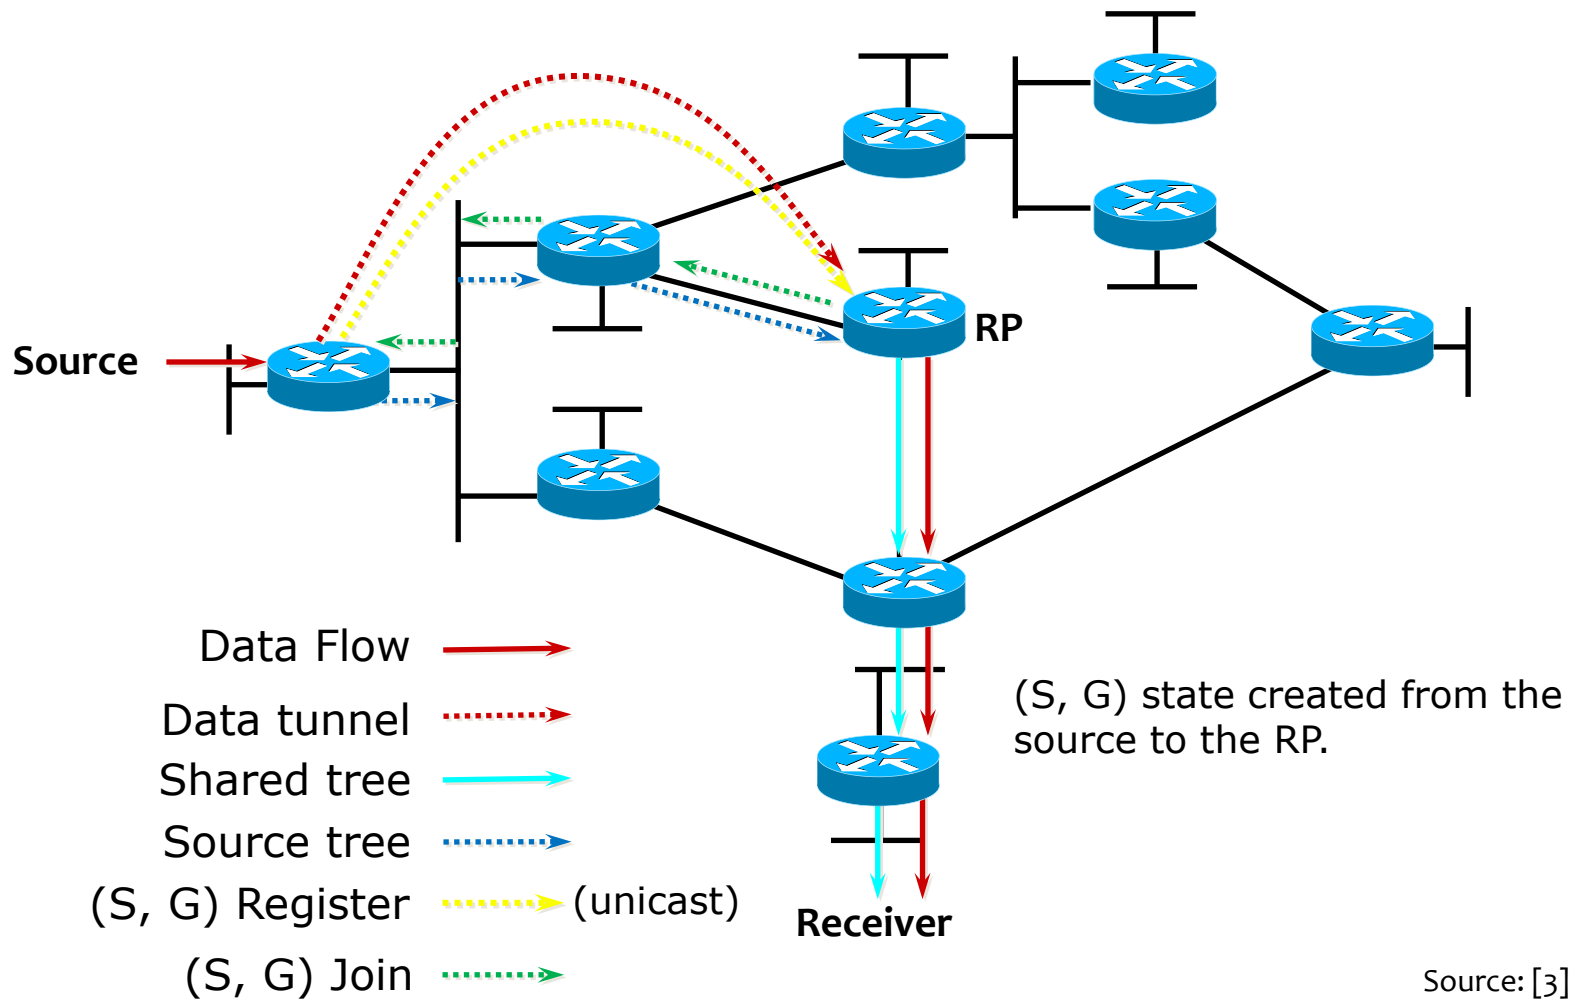 Source
RP
Data Flow
Data tunnel
Shared tree
Source tree
(S, G) Register
(unicast)
(S, G) Join
(S, G) state created from the
source to the RP.
Receiver
Source: [3]